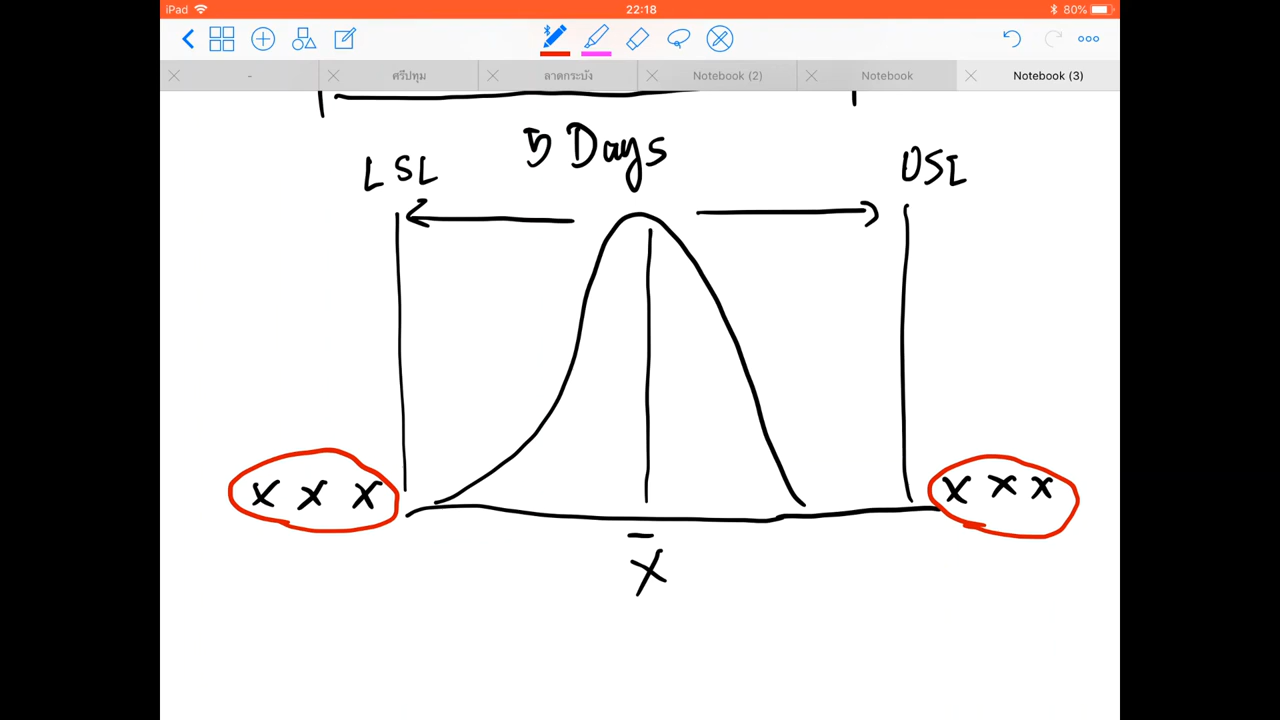 iPad 22:18 80%
- ศรีปทุม ลาดกระบัง Notebook (2) Notebook Notebook (3)
5 Days
LSL USL
x x x x x x
x̄